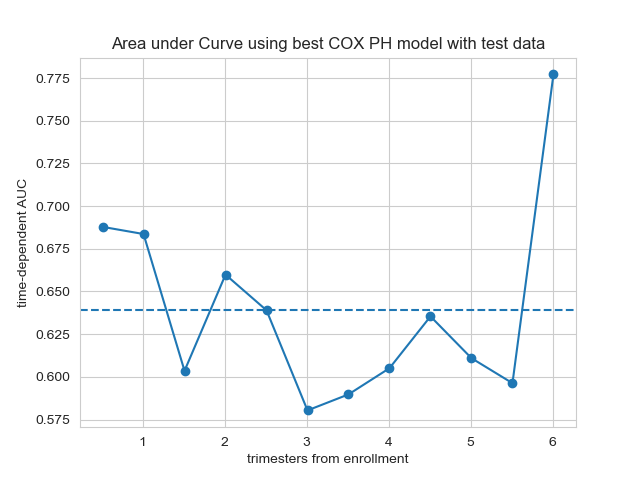 Area under Curve using best COX PH model with test data
0.775
0.750
0.725
0.700
0.675
0.650
0.625
0.600
0.575
time-dependent AUC
1 2 3 4 5 6
trimesters from enrollment